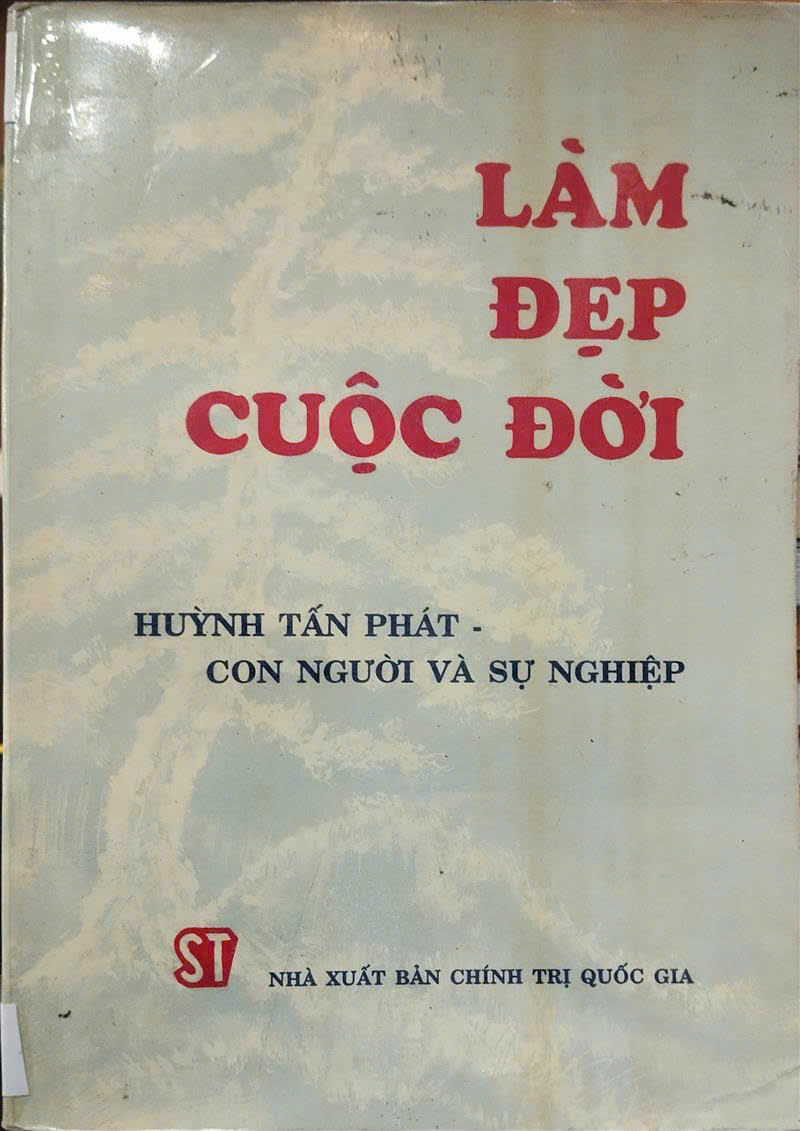 LÀM
ĐẸP
CUỘC ĐỜI
HUỲNH TẤN PHÁT -
CON NGƯỜI VÀ SỰ NGHIỆP
ST
NHÀ XUẤT BẢN CHÍNH TRỊ QUỐC GIA